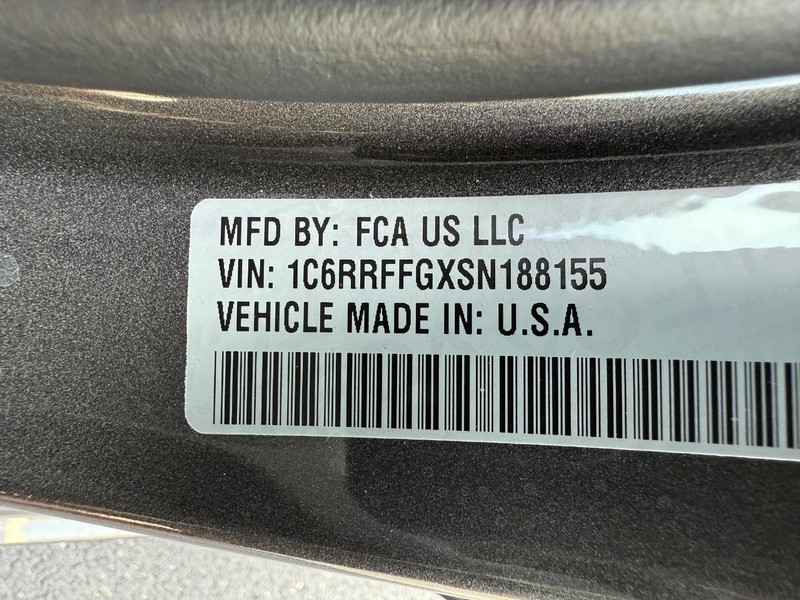 MFD BY: FCA US LLC
VIN: 1C6RRFFGXSN188155
VEHICLE MADE IN: U.S.A.